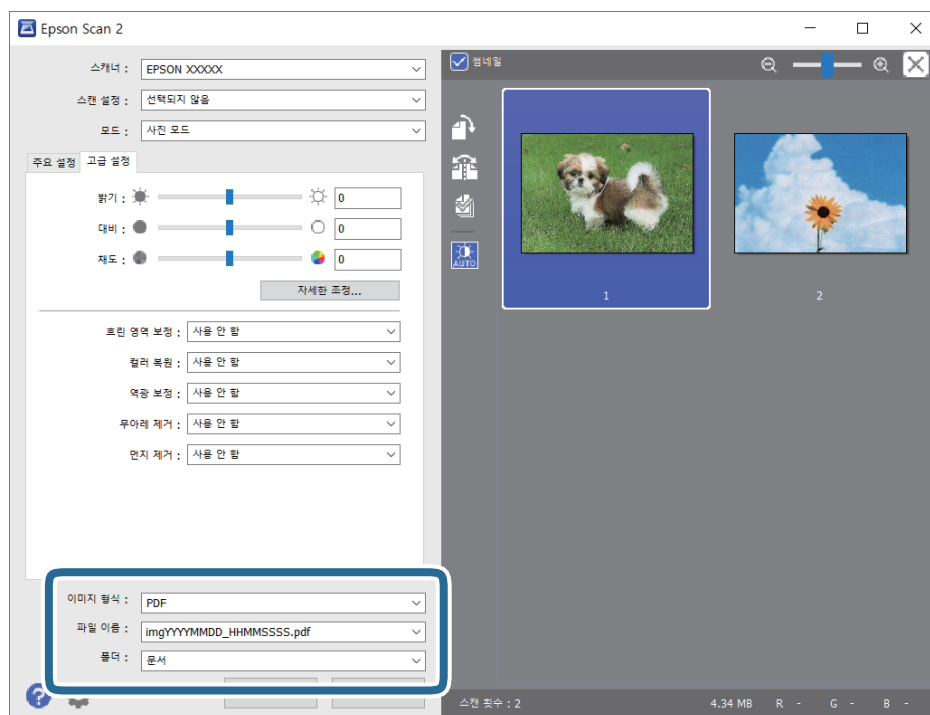 Epson Scan 2
스캐너 : EPSON XXXXX
스캔 설정 : 선택되지 않음
모드 : 사진 모드
주요 설정 고급 설정
밝기 : 0
대비 : 0
채도 : 0
자세한 조정...
흐린 영역 보정 : 사용 안 함
컬러 복원 : 사용 안 함
역광 보정 : 사용 안 함
무아레 제거 : 사용 안 함
먼지 제거 : 사용 안 함
이미지 형식 : PDF
파일 이름 : imgYYYYMMDD_HHMMSSSS.pdf
폴더 : 문서
?
썸네일
AUTO
1
2
스캔 횟수 : 2 4.34 MB R - G - B -